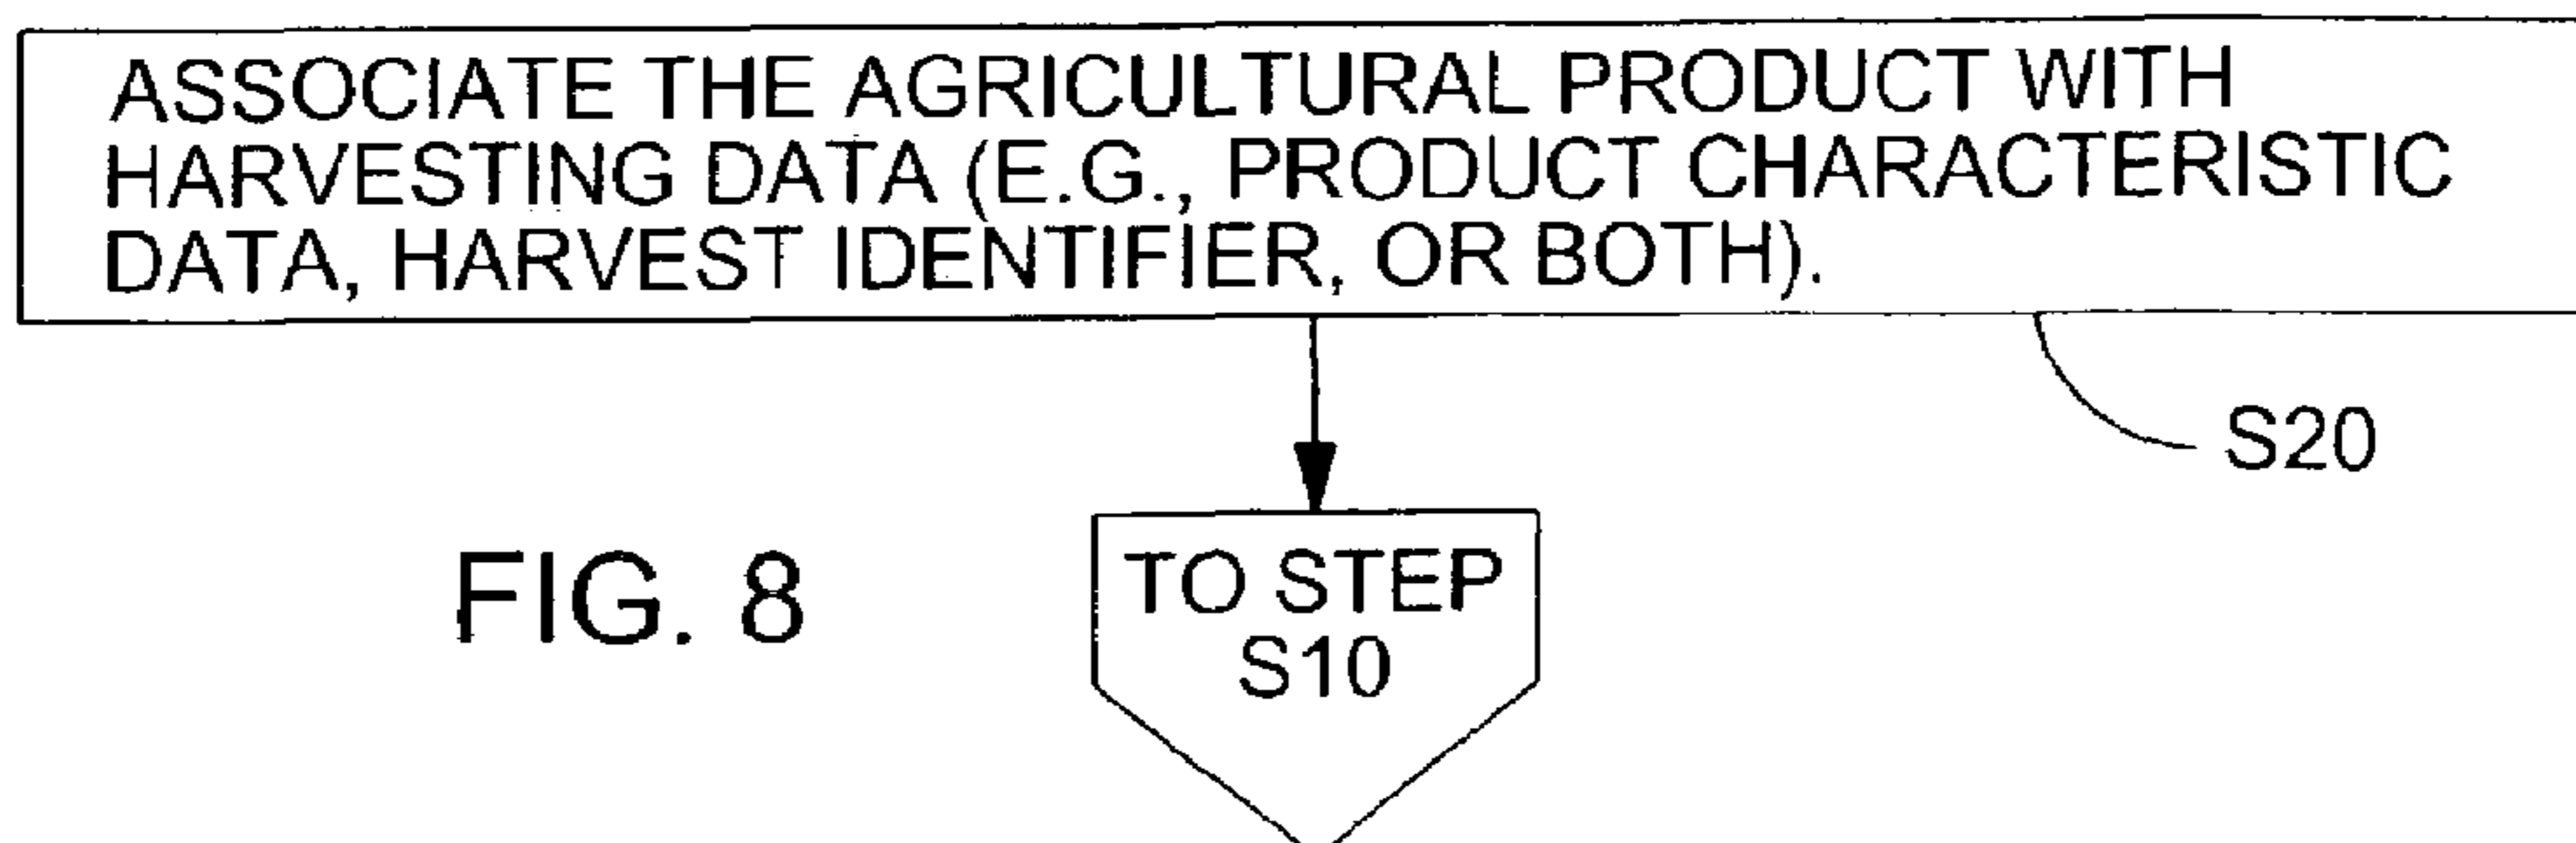 ASSOCIATE THE AGRICULTURAL PRODUCT WITH
HARVESTING DATA (E.G., PRODUCT CHARACTERISTIC
DATA, HARVEST IDENTIFIER, OR BOTH).
S20
TO STEP
S10
FIG. 8